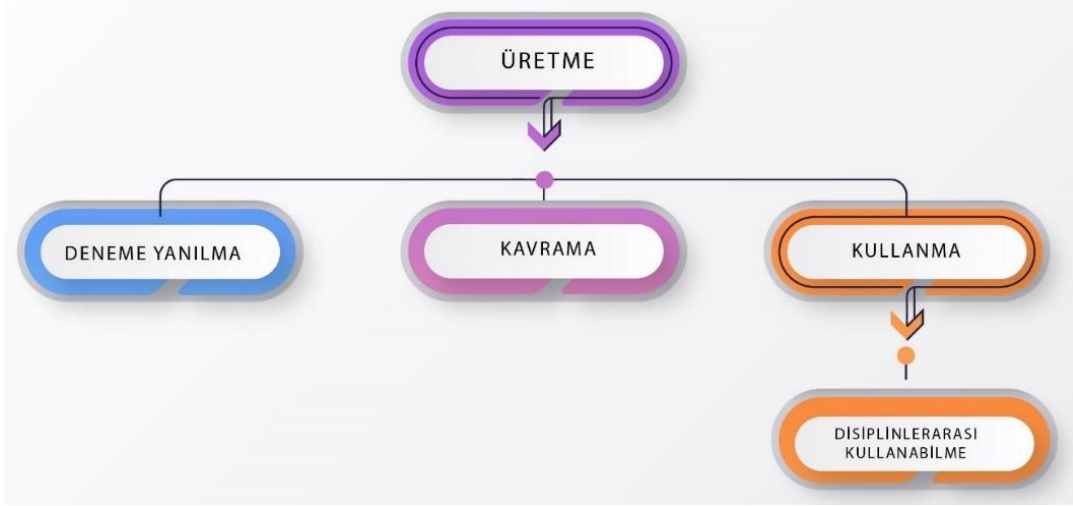 ÜRETME
DENEME YANILMA
KAVRAMA
KULLANMA
DİSİPLİNLERARASI
KULLANABİLME